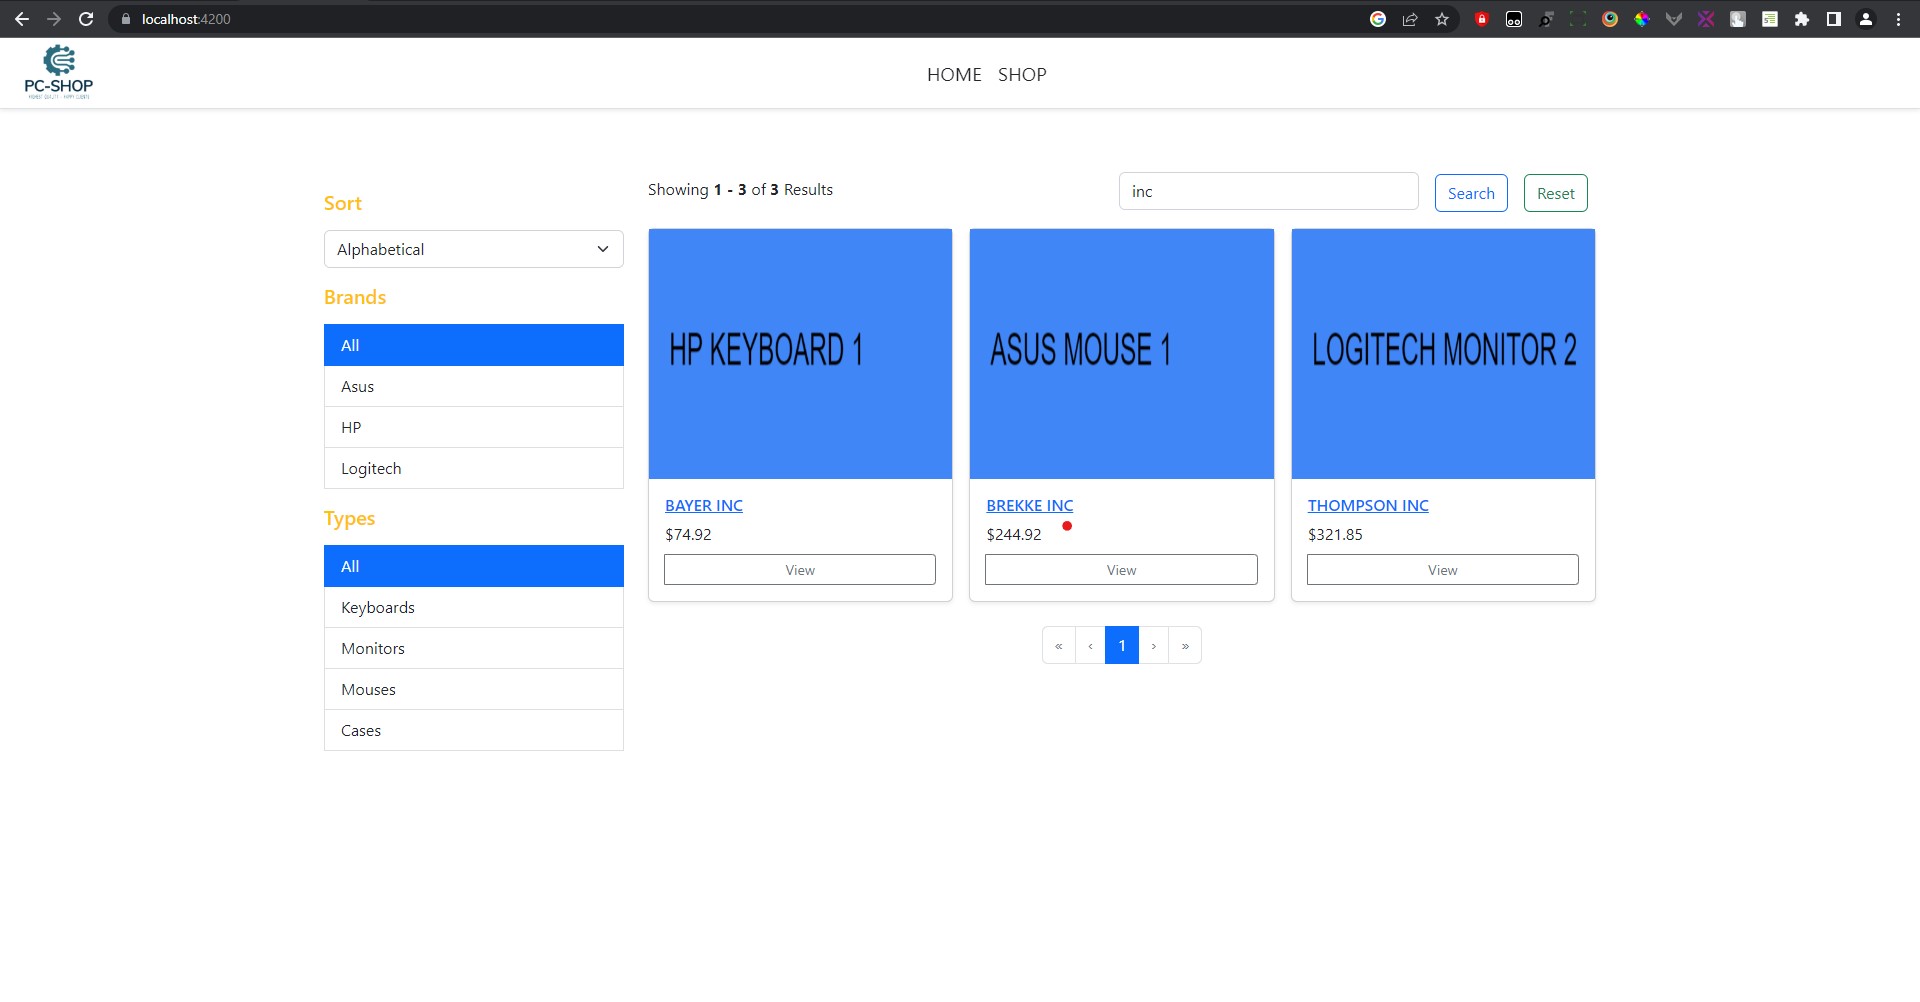 localhost:4200
PC-SHOP
HOME SHOP
Sort
Alphabetical
Brands
All
Asus
HP
Logitech
Types
All
Keyboards
Monitors
Mouses
Cases
Showing 1 - 3 of 3 Results
inc
Search
Reset
HP KEYBOARD 1
BAYER INC
$74.92
View
ASUS MOUSE 1
BREKKE INC
$244.92
View
LOGITECH MONITOR 2
THOMPSON INC
$321.85
View
« ‹ 1 › »